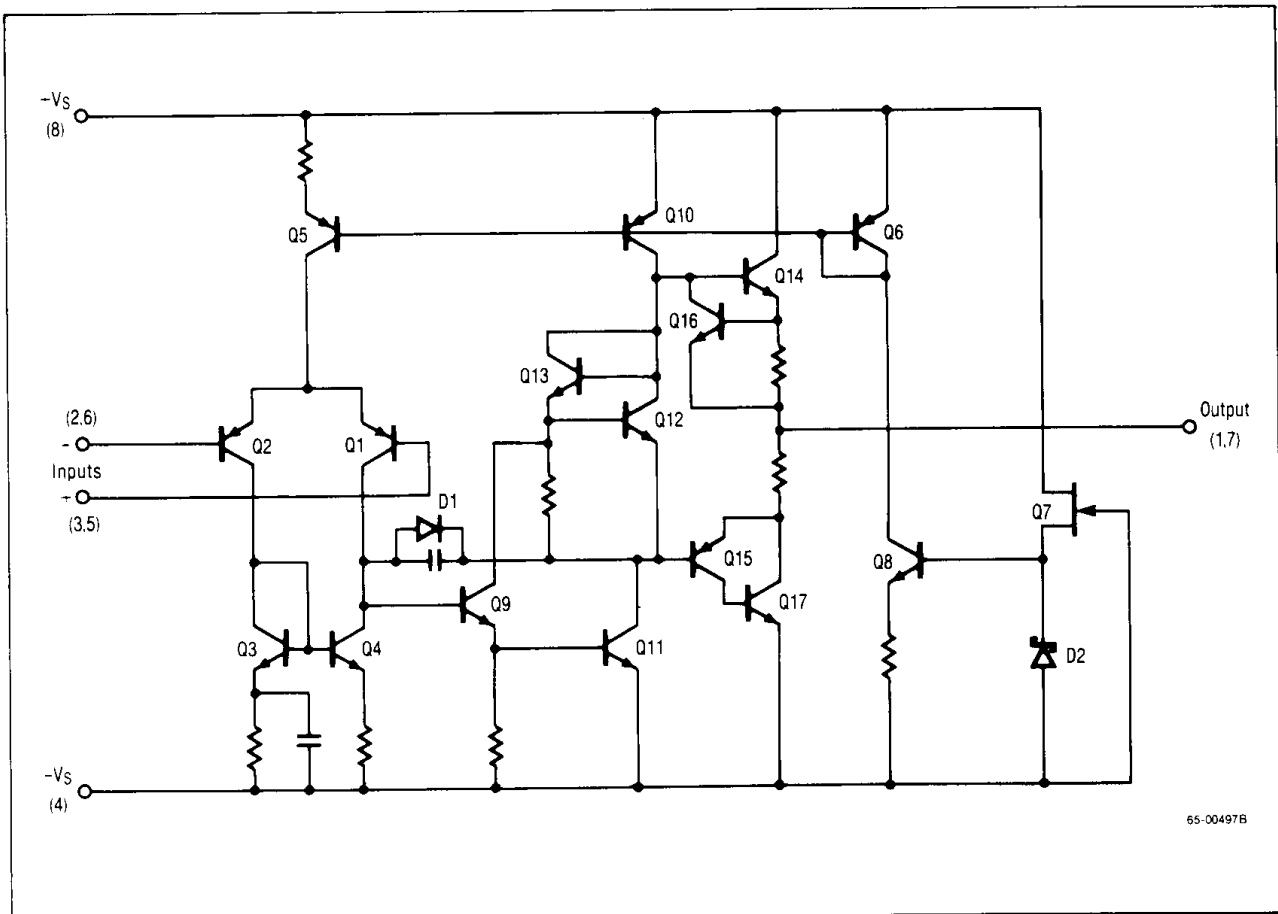 -VS
(8)
Q5
Q10
Q6
Q14
Q16
Q13
Q12
(2,6)
-
Inputs
+
(3,5)
Q2
Q1
Output
(1,7)
D1
Q7
Q15
Q8
Q9
Q17
Q3
Q4
Q11
D2
-VS
(4)
65-00497B